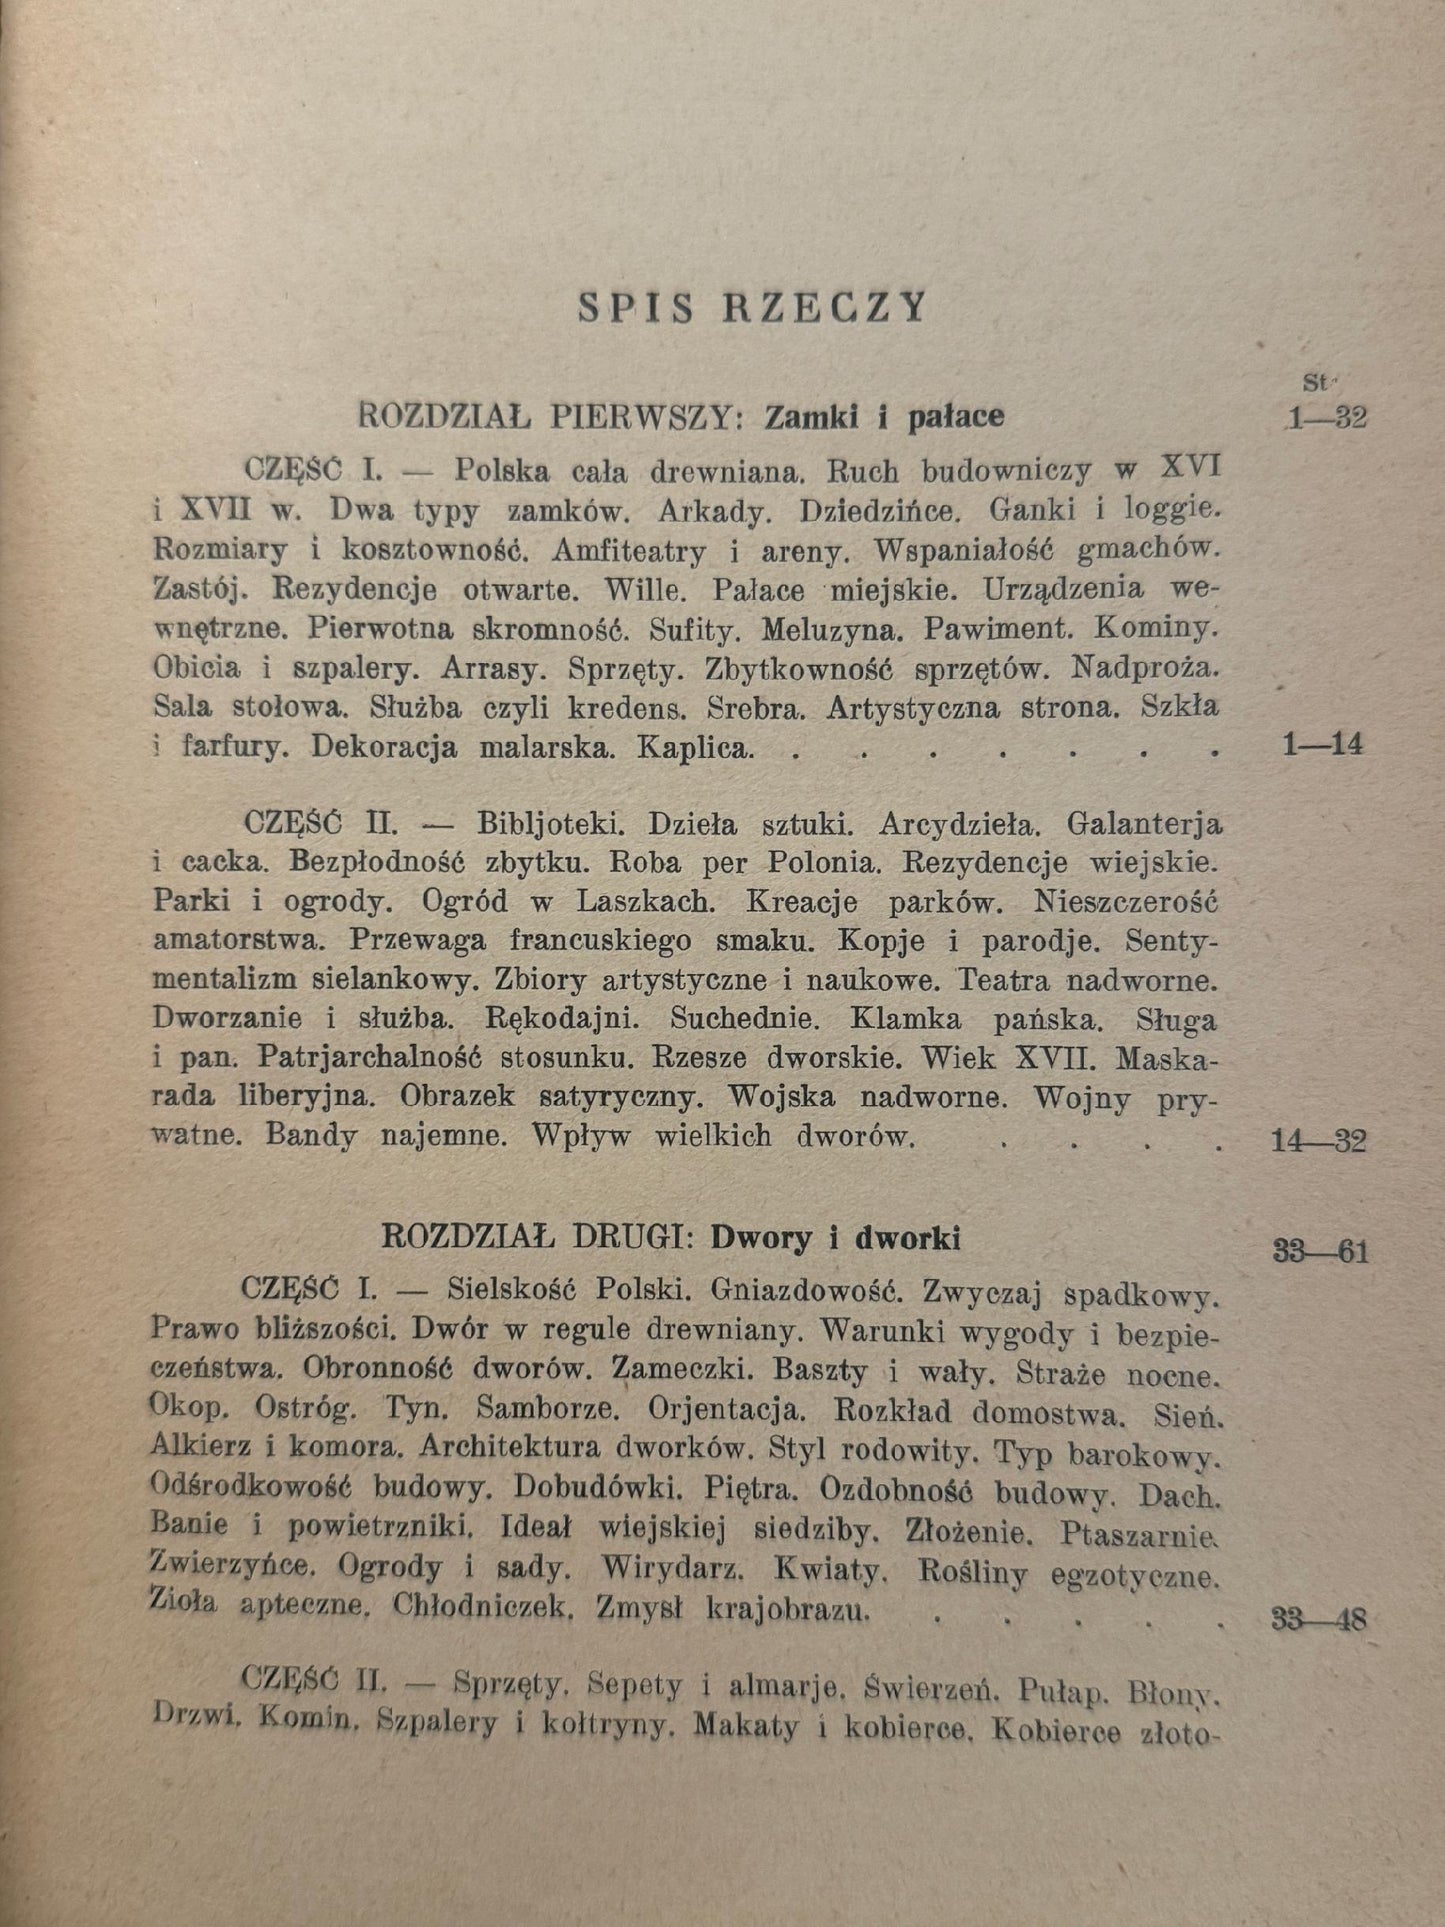 SPIS RZECZY
St.
ROZDZIAŁ PIERWSZY: Zamki i pałace 1—32
CZĘŚĆ I. — Polska cała drewniana. Ruch budowniczy w XVI
i XVII w. Dwa typy zamków. Arkady. Dziedzińce. Ganki i loggie.
Rozmiary i kosztowność. Amfiteatry i areny. Wspaniałość gmachów.
Zastój. Rezydencje otwarte. Wille. Pałace miejskie. Urządzenia we-
wnętrzne. Pierwotna skromność. Sufity. Meluzyna. Pawiment. Kominy.
Obicia i szpalery. Arrasy. Sprzęty. Zbytkowność sprzętów. Nadproża.
Sala stołowa. Służba czyli kredens. Srebra. Artystyczna strona. Szkła
i farfury. Dekoracja malarska. Kaplica. . . . . . . . 1—14
CZĘŚĆ II. — Bibljoteki. Dzieła sztuki. Arcydzieła. Galanterja
i cacka. Bezpłodność zbytku. Roba per Polonia. Rezydencje wiejskie.
Parki i ogrody. Ogród w Laszkach. Kreacje parków. Nieszczerość
amatorstwa. Przewaga francuskiego smaku. Kopje i parodje. Senty-
mentalizm sielankowy. Zbiory artystyczne i naukowe. Teatra nadworne.
Dworzanie i służba. Rękodajni. Suchednie. Klamka pańska. Sługa
i pan. Patrjarchalność stosunku. Rzesze dworskie. Wiek XVII. Maska-
rada liberyjna. Obrazek satyryczny. Wojska nadworne. Wojny pry-
watne. Bandy najemne. Wpływ wielkich dworów. . . . . 14—32
ROZDZIAŁ DRUGI: Dwory i dworki 33—61
CZĘŚĆ I. — Sielskość Polski. Gniazdowość. Zwyczaj spadkowy.
Prawo bliższości. Dwór w regule drewniany. Warunki wygody i bezpie-
czeństwa. Obronność dworów. Zameczki. Baszty i wały. Straże nocne.
Okop. Ostróg. Tyn. Samborze. Orjentacja. Rozkład domostwa. Sień.
Alkierz i komora. Architektura dworków. Styl rodowity. Typ barokowy.
Odśrodkowość budowy. Dobudówki. Piętra. Ozdobność budowy. Dach.
Banie i powietrzniki. Ideał wiejskiej siedziby. Złożenie. Ptaszarnie.
Zwierzyńce. Ogrody i sady. Wirydarz. Kwiaty. Rośliny egzotyczne.
Zioła apteczne. Chłodniczek. Zmysł krajobrazu. . . . . . 33—48
CZĘŚĆ II. — Sprzęty. Sepety i almarje. Świerzeń. Pułap. Błony.
Drzwi. Komin. Szpalery i kołtryny. Makaty i kobierce. Kobierce złoto-